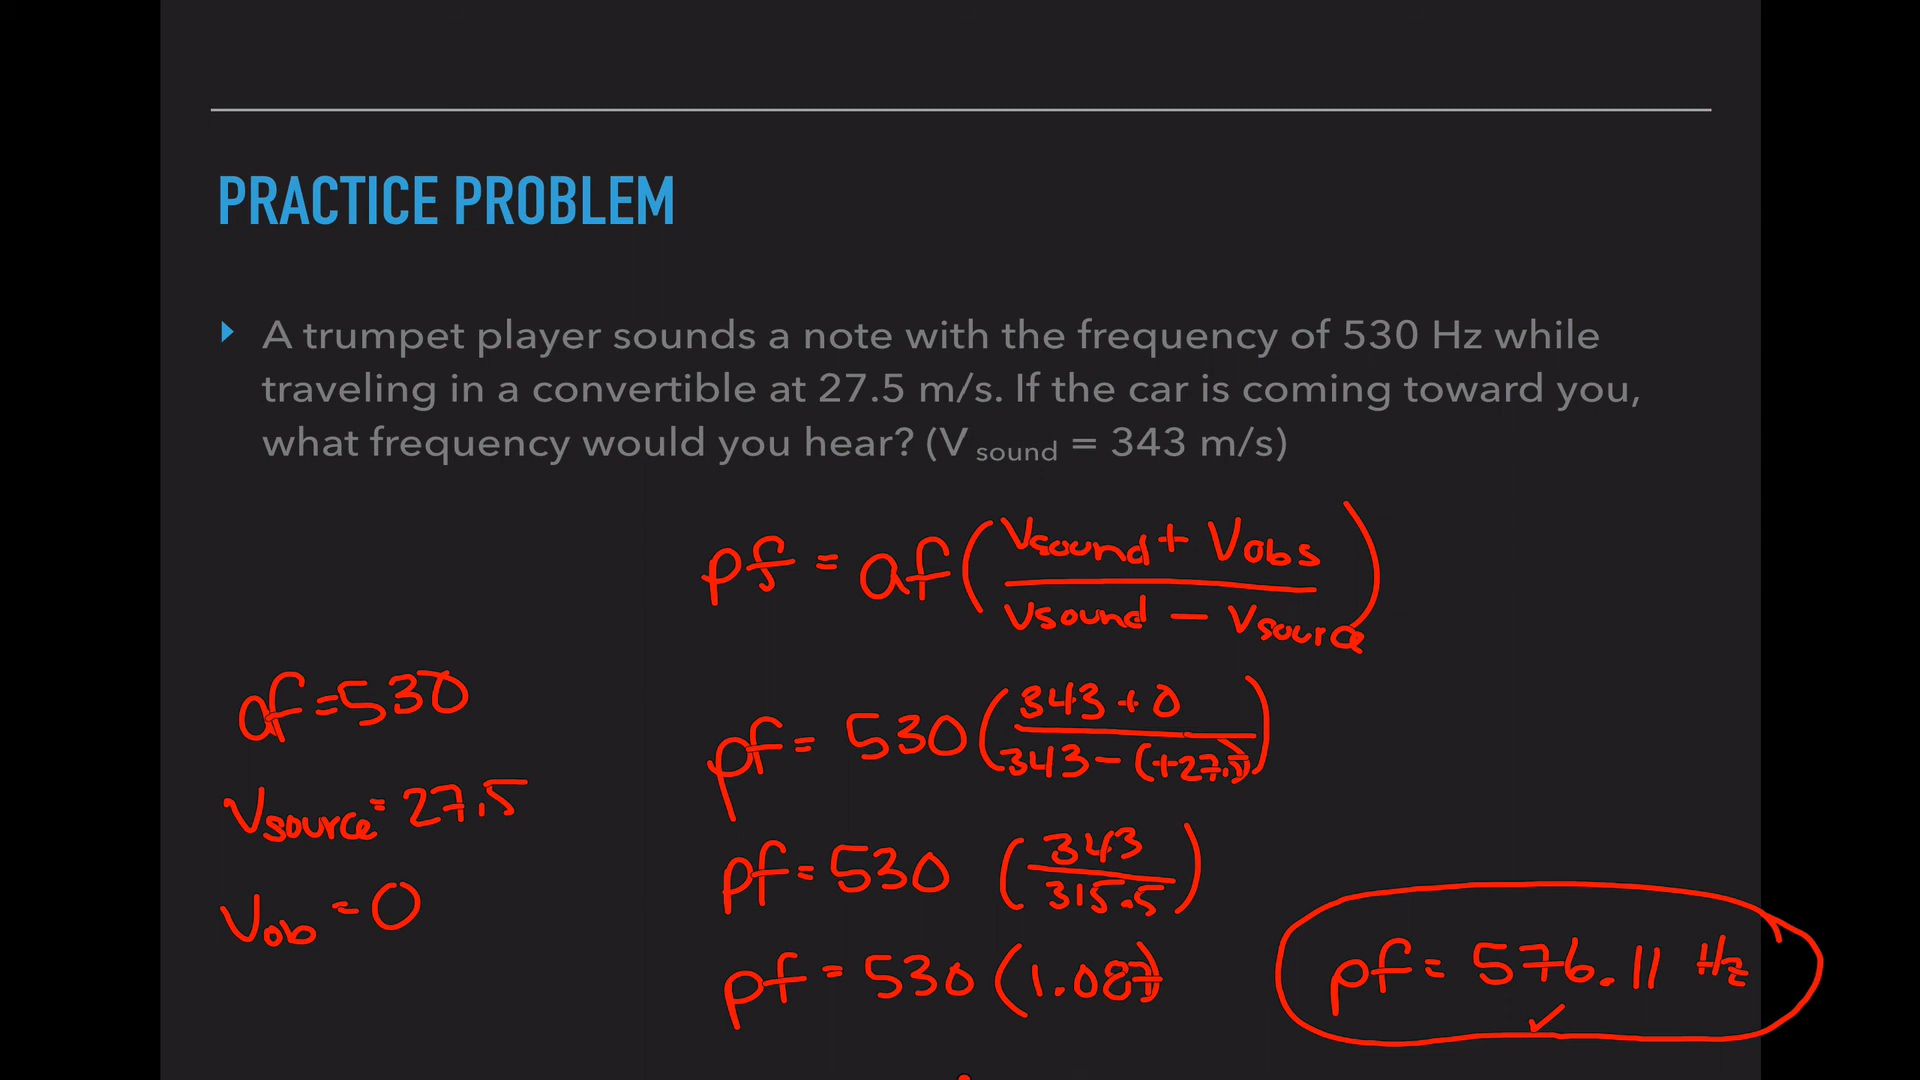 PRACTICE PROBLEM
A trumpet player sounds a note with the frequency of 530 Hz while
traveling in a convertible at 27.5 m/s. If the car is coming toward you,
what frequency would you hear? (V sound = 343 m/s)
pf = af(Vsound + Vobs / Vsound - Vsource)
af = 530
pf = 530(343 + 0 / 343 - (+27.5))
Vsource = 27.5
pf = 530 (343 / 315.5)
Vob = 0
pf = 530 (1.087)
pf = 576.11 Hz ✓